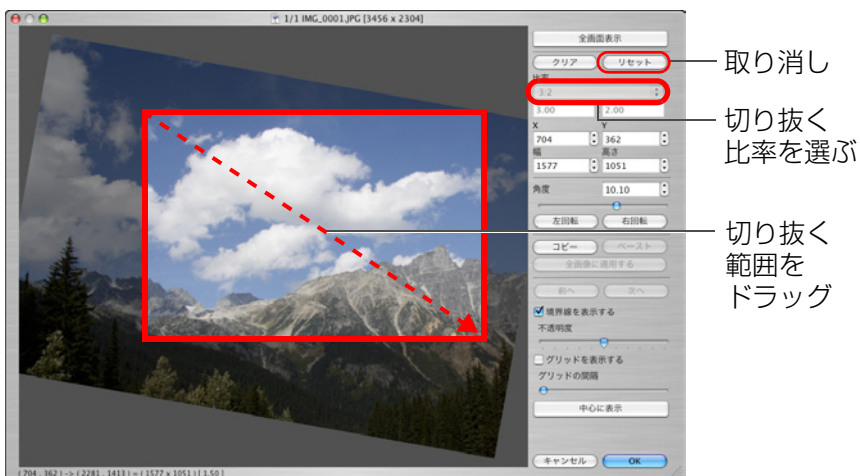 1/1 IMG_0001.JPG [3456 x 2304]
全画面表示
クリア リセット
比率
3:2
3.00 2.00
X Y
704 362
幅 高さ
1577 1051
角度 10.10
左回転 右回転
コピー ペースト
全画像に適用する
前へ 次へ
境界線を表示する
不透明度
グリッドを表示する
グリッドの間隔
中心に表示
キャンセル OK
( 704 , 362 ) -> ( 2281 , 1413 ) = ( 1577 x 1051 ) [ 1.50 ]
取り消し
切り抜く
比率を選ぶ
切り抜く
範囲を
ドラッグ